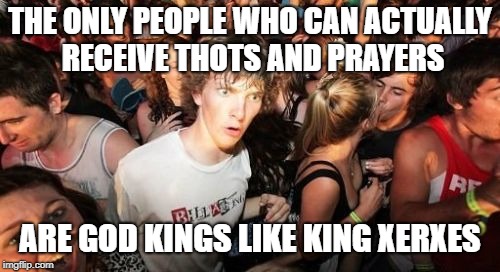 THE ONLY PEOPLE WHO CAN ACTUALLY
RECEIVE THOTS AND PRAYERS
ARE GOD KINGS LIKE KING XERXES
imgflip.com